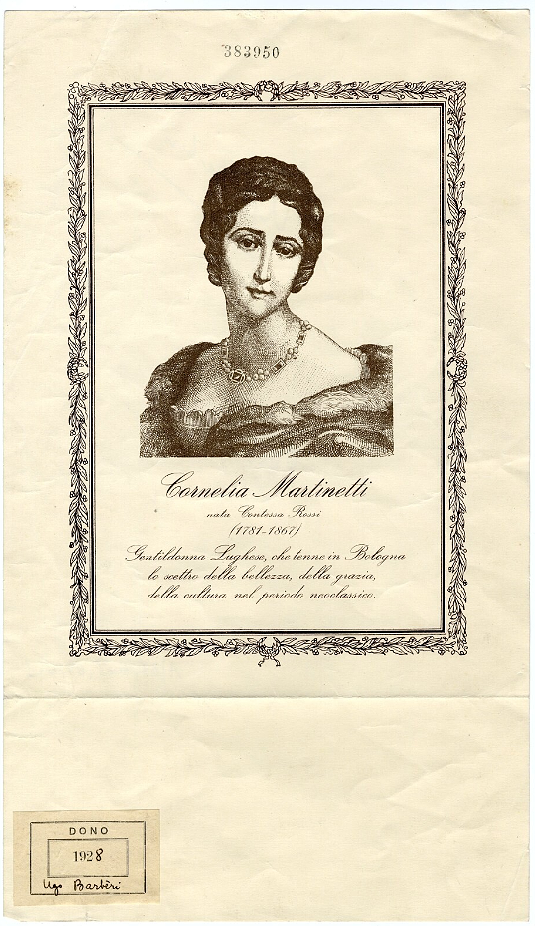 383950
Cornelia Martinetti
nata Contessa Rossi
(1781-1867)
Gentildonna Lughese, che tenne in Bologna
lo scettro della bellezza, della grazia,
della cultura nel periodo neoclassico.
DONO
1928
Ugo Barbèri